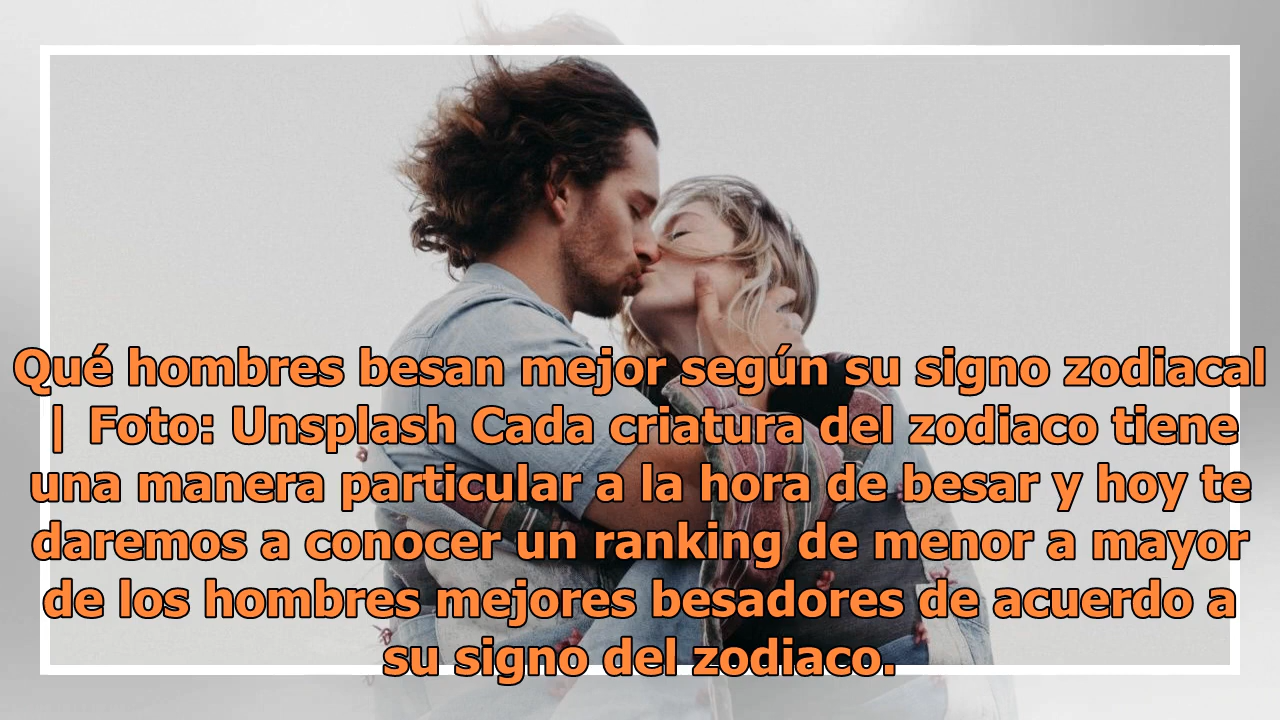 Qué hombres besan mejor según su signo zodiacal
| Foto: Unsplash Cada criatura del zodiaco tiene
una manera particular a la hora de besar y hoy te
daremos a conocer un ranking de menor a mayor
de los hombres mejores besadores de acuerdo a
su signo del zodiaco.